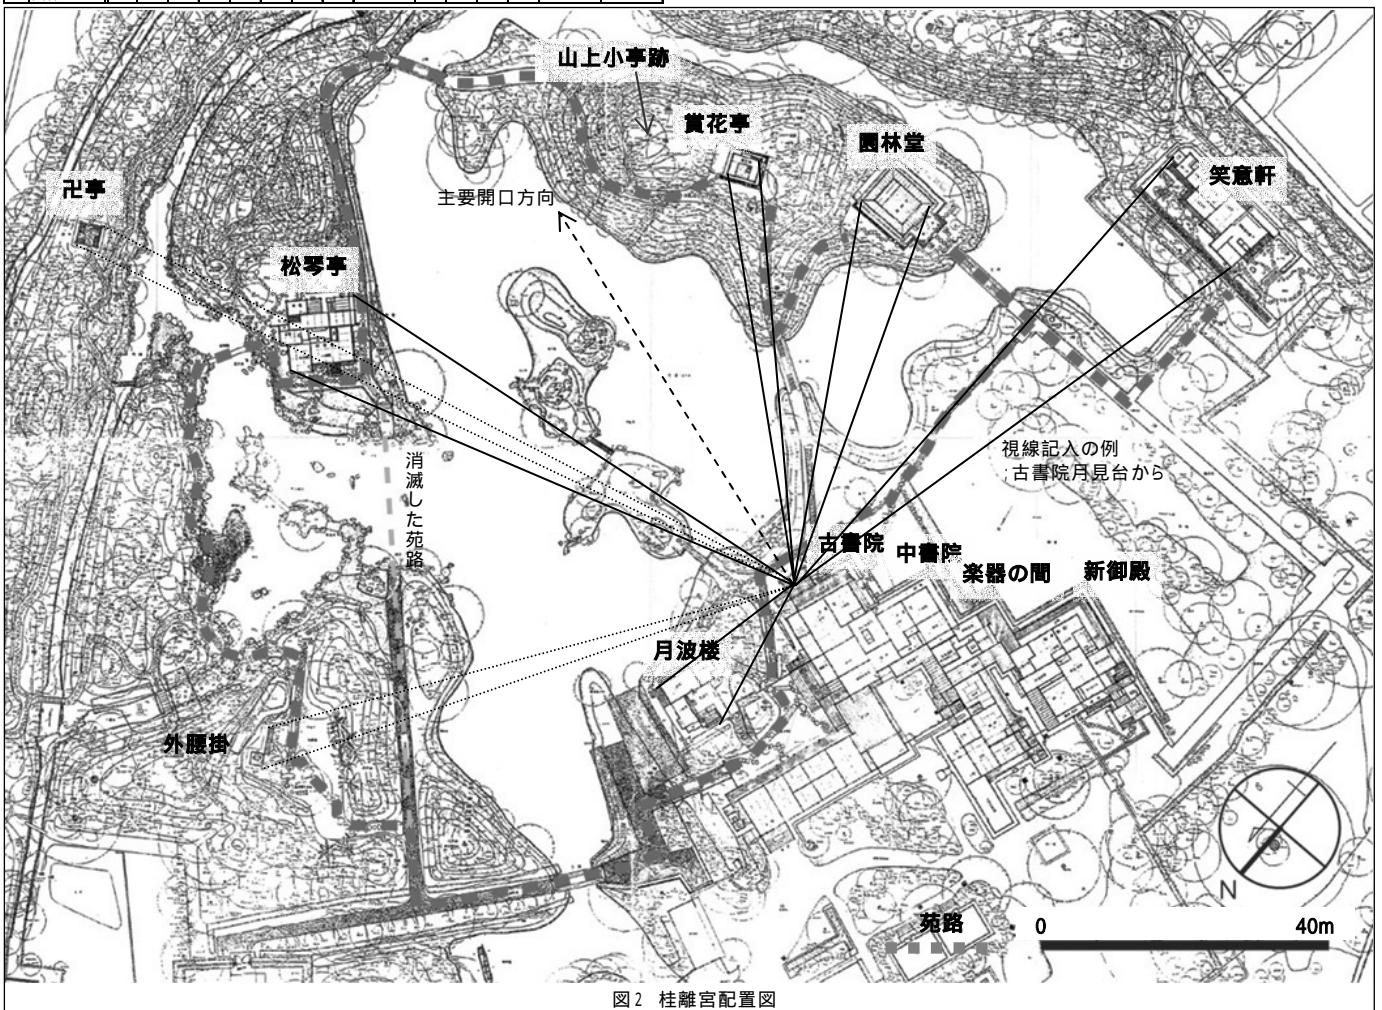 山上小亭跡
賞花亭
園林堂
笑意軒
卍亭
主要開口方向
松琴亭
消滅した苑路
視線記入の例
;古書院月見台から
古書院
中書院
楽器の間
新御殿
月波楼
外腰掛
N
苑路
0
40m
図2 桂離宮配置図